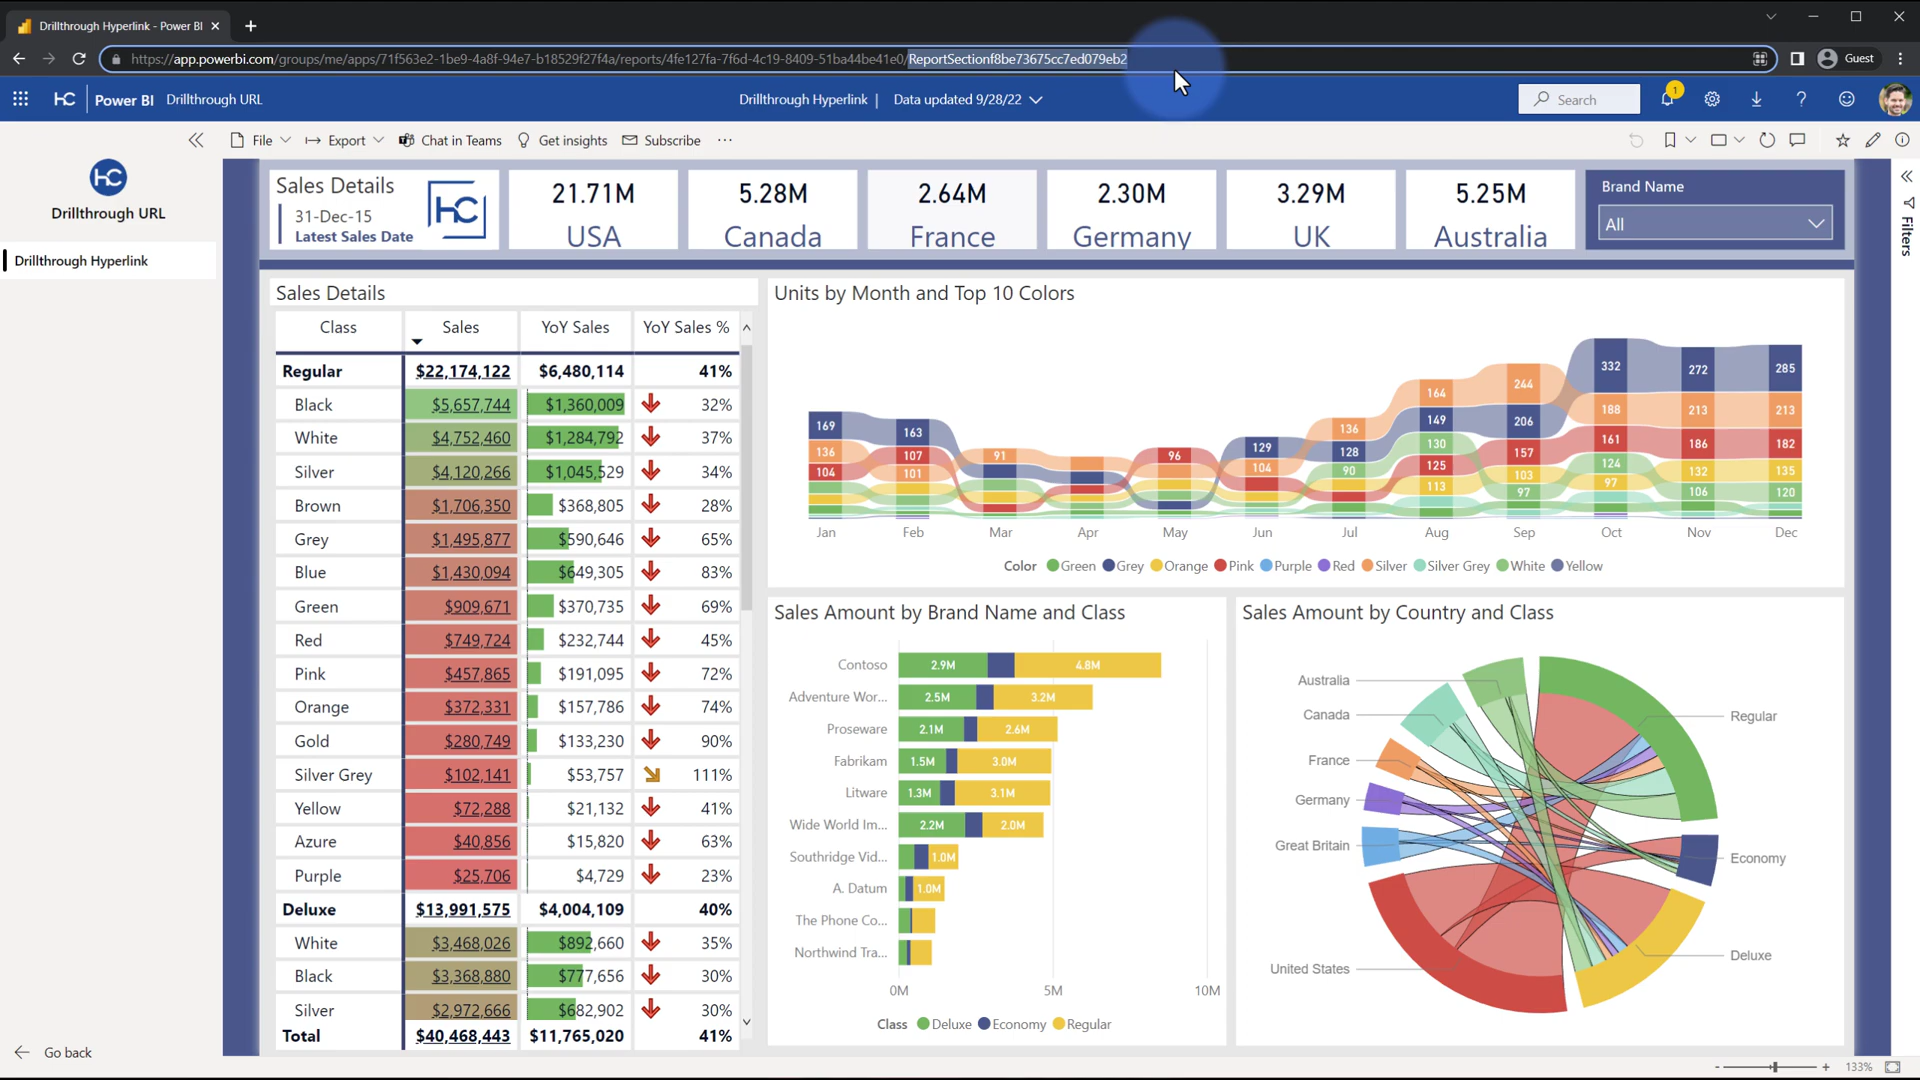 Drillthrough Hyperlink - Power BI
https://app.powerbi.com/groups/me/apps/71f563e2-1be9-4a8f-94e7-b18529f27f4a/reports/4fe127fa-7f6d-4c19-8409-51ba44be41e0/ReportSectionf8be73675cc7ed079eb2
Guest
HC Power BI Drillthrough URL
Drillthrough Hyperlink | Data updated 9/28/22
Search
1
File Export Chat in Teams Get insights Subscribe ...
HC
Drillthrough URL
Drillthrough Hyperlink
Go back
Sales Details
31-Dec-15
Latest Sales Date
HC
21.71M
USA
5.28M
Canada
2.64M
France
2.30M
Germany
3.29M
UK
5.25M
Australia
Brand Name
All
Filters
Sales Details
Class Sales YoY Sales YoY Sales %
Regular $22,174,122 $6,480,114 41%
Black $5,657,744 $1,360,009 32%
White $4,752,460 $1,284,792 37%
Silver $4,120,266 $1,045,529 34%
Brown $1,706,350 $368,805 28%
Grey $1,495,877 $590,646 65%
Blue $1,430,094 $649,305 83%
Green $909,671 $370,735 69%
Red $749,724 $232,744 45%
Pink $457,865 $191,095 72%
Orange $372,331 $157,786 74%
Gold $280,749 $133,230 90%
Silver Grey $102,141 $53,757 111%
Yellow $72,288 $21,132 41%
Azure $40,856 $15,820 63%
Purple $25,706 $4,729 23%
Deluxe $13,991,575 $4,004,109 40%
White $3,468,026 $892,660 35%
Black $3,368,880 $777,656 30%
Silver $2,972,666 $682,902 30%
Total $40,468,443 $11,765,020 41%
Units by Month and Top 10 Colors
169 136 104
163 107 101
91
96
129 104
136 128 90
164 149 130 125 113
244 206 157 103 97
332 188 161 124 97
272 213 186 132 106
285 213 182 135 120
Jan Feb Mar Apr May Jun Jul Aug Sep Oct Nov Dec
Color Green Grey Orange Pink Purple Red Silver Silver Grey White Yellow
Sales Amount by Brand Name and Class
Contoso 2.9M 4.8M
Adventure Wor... 2.5M 3.2M
Proseware 2.1M 2.6M
Fabrikam 1.5M 3.0M
Litware 1.3M 3.1M
Wide World Im... 2.2M 2.0M
Southridge Vid... 1.0M
A. Datum 1.0M
The Phone Co...
Northwind Tra...
0M 5M 10M
Class Deluxe Economy Regular
Sales Amount by Country and Class
Australia
Canada
France
Germany
Great Britain
United States
Regular
Economy
Deluxe
- + 133%